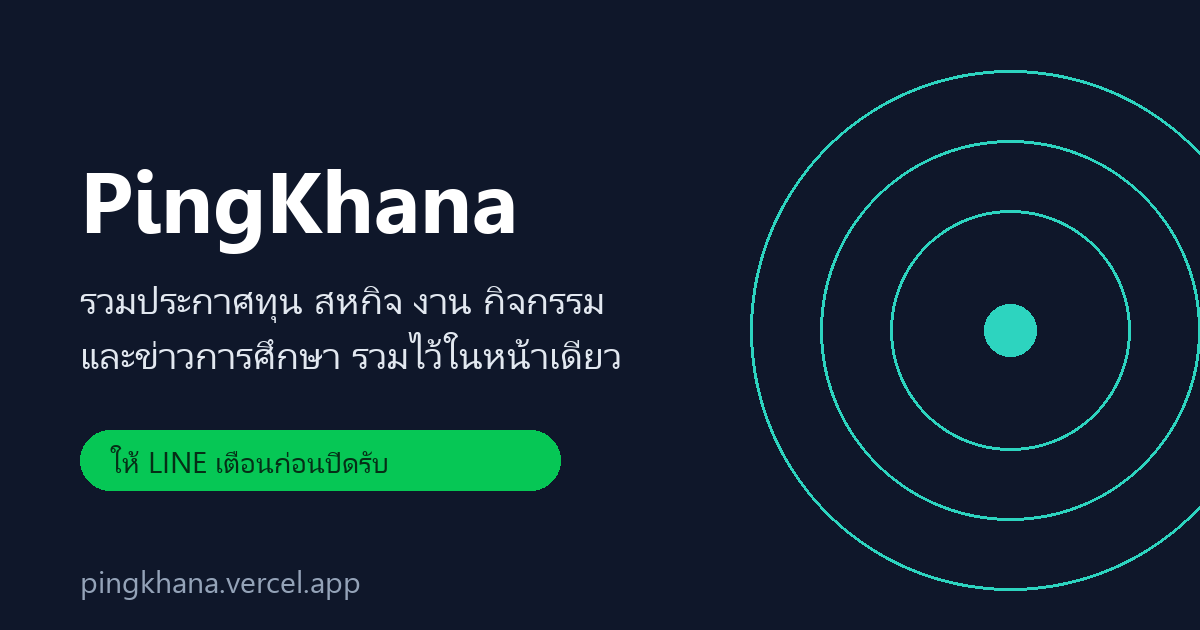 PingKhana
รวมประกาศทุน สหกิจ งาน กิจกรรม
และข่าวการศึกษา รวมไว้ในหน้าเดียว
ให้ LINE เตือนก่อนปิดรับ
pingkhana.vercel.app